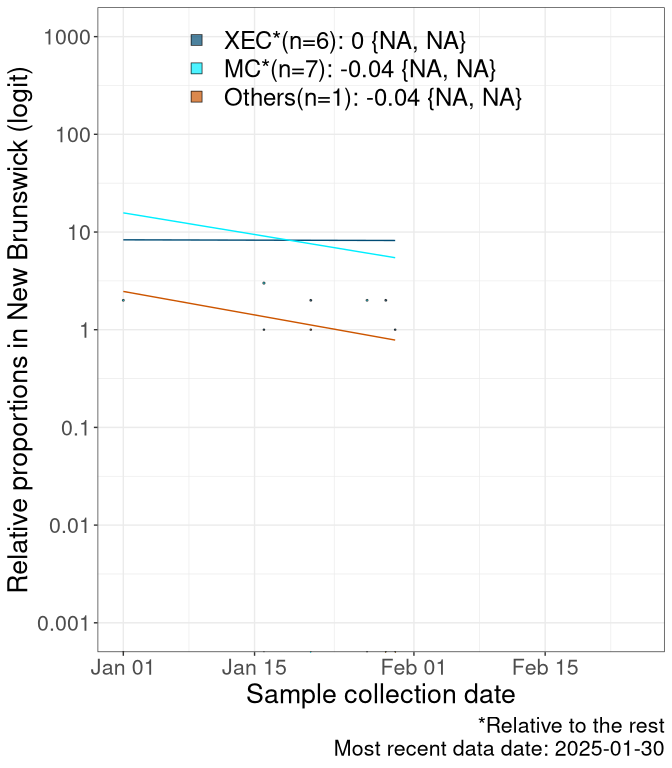 XEC*(n=6): 0 {NA, NA}
MC*(n=7): -0.04 {NA, NA}
Others(n=1): -0.04 {NA, NA}
Relative proportions in New Brunswick (logit)
1000
100
10
1
0.1
0.01
0.001
Jan 01
Jan 15
Feb 01
Feb 15
Sample collection date
*Relative to the rest
Most recent data date: 2025-01-30